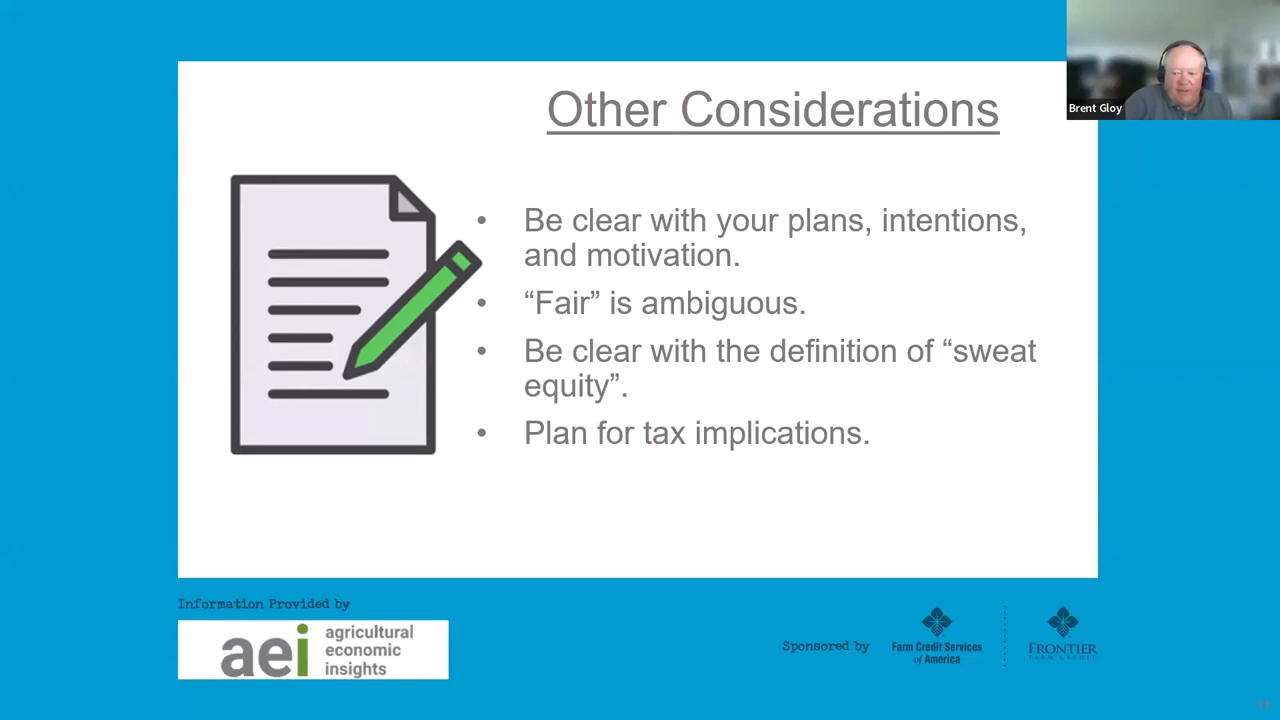 Other Considerations
Brent Gloy
• Be clear with your plans, intentions,
and motivation.
• “Fair” is ambiguous.
• Be clear with the definition of “sweat
equity”.
• Plan for tax implications.
Information Provided by
aei agricultural
economic
insights
Sponsored by
Farm Credit Services
of America
FRONTIER
FARM CREDIT